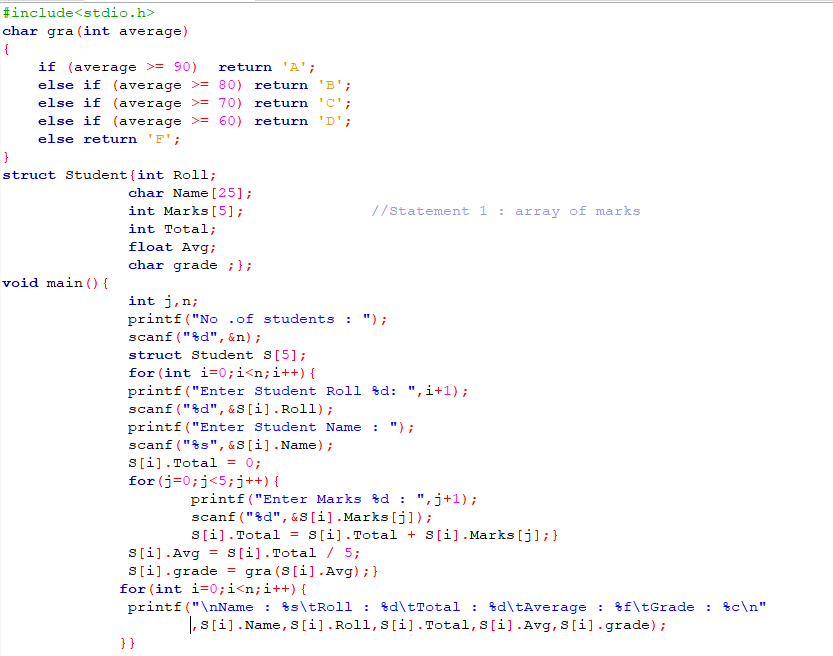 #include<stdio.h>
char gra(int average)
{
    if (average >= 90)  return 'A';
    else if (average >= 80) return 'B';
    else if (average >= 70) return 'C';
    else if (average >= 60) return 'D';
    else return 'F';
}
struct Student{int Roll;
              char Name[25];
              int Marks[5];              //Statement 1 : array of marks
              int Total;
              float Avg;
              char grade ;};
void main(){
              int j,n;
              printf("No .of students : ");
              scanf("%d",&n);
              struct Student S[5];
              for(int i=0;i<n;i++){
              printf("Enter Student Roll %d: ",i+1);
              scanf("%d",&S[i].Roll);
              printf("Enter Student Name : ");
              scanf("%s",&S[i].Name);
              S[i].Total = 0;
              for(j=0;j<5;j++){
                     printf("Enter Marks %d : ",j+1);
                     scanf("%d",&S[i].Marks[j]);
                     S[i].Total = S[i].Total + S[i].Marks[j];}
              S[i].Avg = S[i].Total / 5;
              S[i].grade = gra(S[i].Avg);}
             for(int i=0;i<n;i++){
              printf("\nName : %s\tRoll : %d\tTotal : %d\tAverage : %f\tGrade : %c\n"
                     ,S[i].Name,S[i].Roll,S[i].Total,S[i].Avg,S[i].grade);
             }}